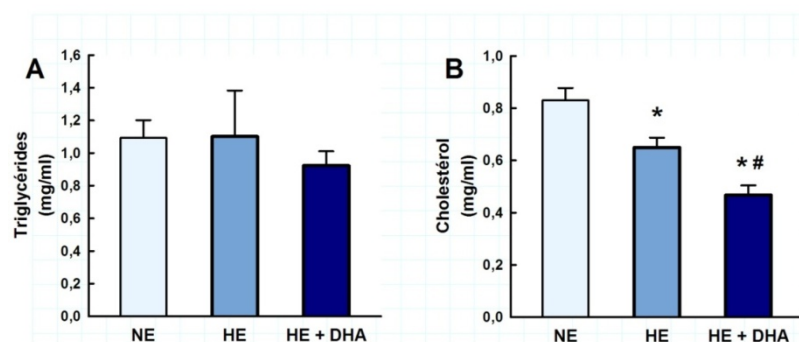 A
Triglycérides
(mg/ml)
1,6
1,4
1,2
1,0
0,8
0,6
0,4
0,2
0,0
NE
HE
HE + DHA
B
Cholestérol
(mg/ml)
1,0
0,8
0,6
0,4
0,2
0,0
*
* #
NE
HE
HE + DHA